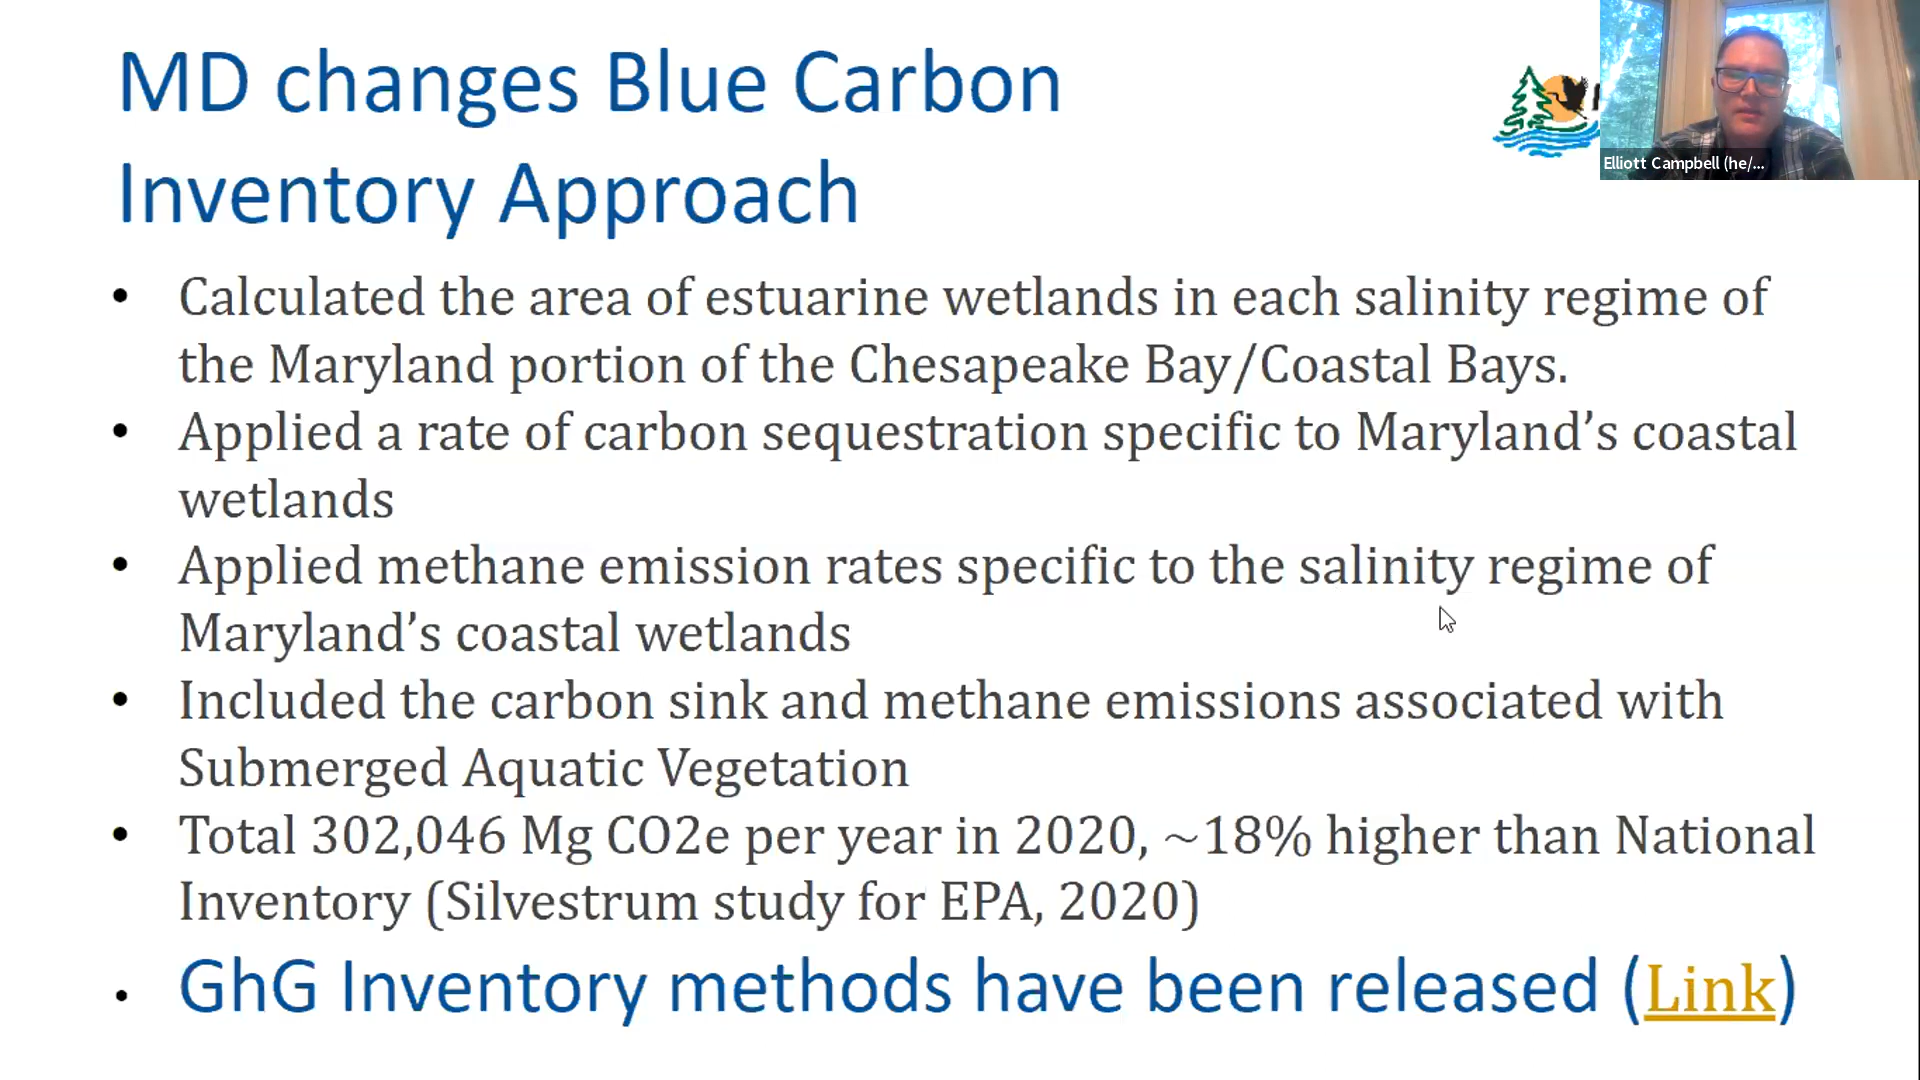 MD changes Blue Carbon
Inventory Approach
Elliott Campbell (he/...
• Calculated the area of estuarine wetlands in each salinity regime of
the Maryland portion of the Chesapeake Bay/Coastal Bays.
• Applied a rate of carbon sequestration specific to Maryland’s coastal
wetlands
• Applied methane emission rates specific to the salinity regime of
Maryland’s coastal wetlands
• Included the carbon sink and methane emissions associated with
Submerged Aquatic Vegetation
• Total 302,046 Mg CO2e per year in 2020, ~18% higher than National
Inventory (Silvestrum study for EPA, 2020)
• GhG Inventory methods have been released (Link)